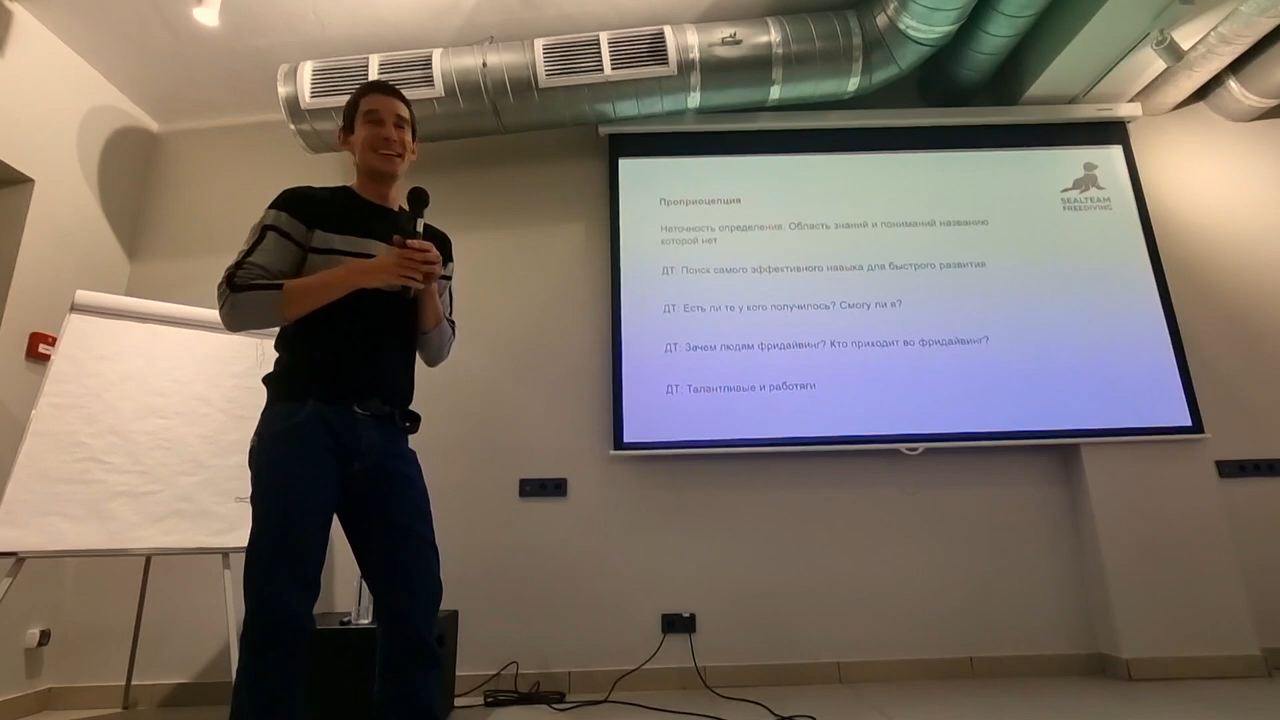 Проприоцепция
SEALTEAM
FREEDIVING
Неточность определения. Область знаний и пониманий названию
которой нет
ДТ: Поиск самого эффективного навыка для быстрого развития
ДТ: Есть ли те у кого получилось? Смогу ли я?
ДТ: Зачем людям фридайвинг? Кто приходит во фридайвинг?
ДТ: Талантливые и работяги